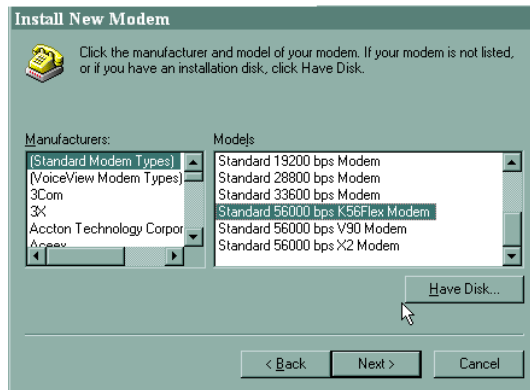 Install New Modem
Click the manufacturer and model of your modem. If your modem is not listed,
or if you have an installation disk, click Have Disk.
Manufacturers:
(Standard Modem Types)
(VoiceView Modem Types)
3Com
3X
Accton Technology Corpor
Aceex
Models
Standard 19200 bps Modem
Standard 28800 bps Modem
Standard 33600 bps Modem
Standard 56000 bps K56Flex Modem
Standard 56000 bps V90 Modem
Standard 56000 bps X2 Modem
Have Disk...
< Back
Next >
Cancel